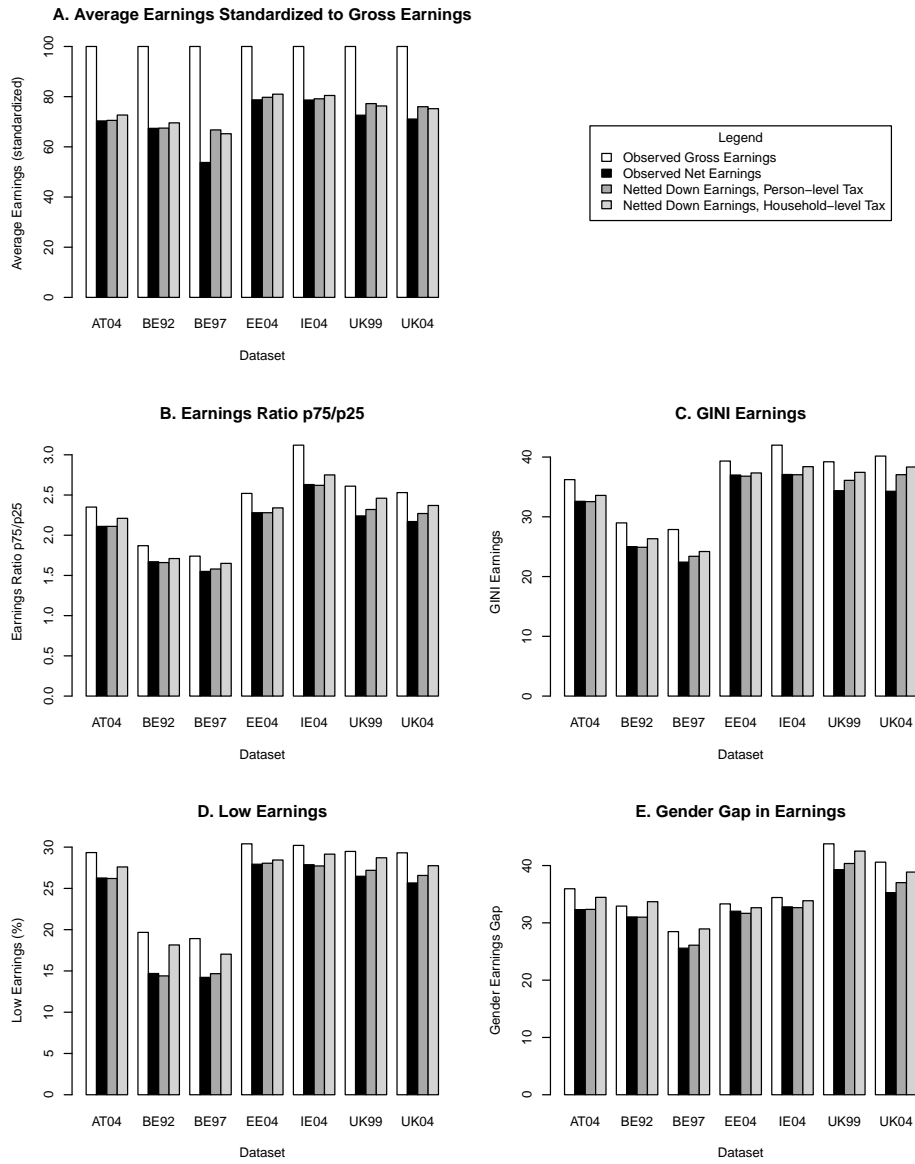 A. Average Earnings Standardized to Gross Earnings
Average Earnings (standardized)
0 20 40 60 80 100
AT04 BE92 BE97 EE04 IE04 UK99 UK04
Dataset
Legend
Observed Gross Earnings
Observed Net Earnings
Netted Down Earnings, Person−level Tax
Netted Down Earnings, Household−level Tax
B. Earnings Ratio p75/p25
Earnings Ratio p75/p25
0.0 0.5 1.0 1.5 2.0 2.5 3.0
AT04 BE92 BE97 EE04 IE04 UK99 UK04
Dataset
C. GINI Earnings
GINI Earnings
0 10 20 30 40
AT04 BE92 BE97 EE04 IE04 UK99 UK04
Dataset
D. Low Earnings
Low Earnings (%)
0 5 10 15 20 25 30
AT04 BE92 BE97 EE04 IE04 UK99 UK04
Dataset
E. Gender Gap in Earnings
Gender Earnings Gap
0 10 20 30 40
AT04 BE92 BE97 EE04 IE04 UK99 UK04
Dataset